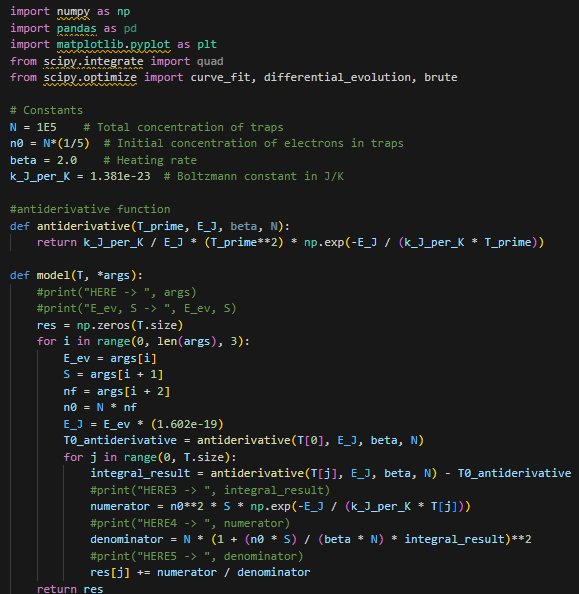 import numpy as np
import pandas as pd
import matplotlib.pyplot as plt
from scipy.integrate import quad
from scipy.optimize import curve_fit, differential_evolution, brute

# Constants
N = 1E5    # Total concentration of traps
n0 = N*(1/5)  # Initial concentration of electrons in traps
beta = 2.0    # Heating rate
k_J_per_K = 1.381e-23  # Boltzmann constant in J/K

#antiderivative function
def antiderivative(T_prime, E_J, beta, N):
    return k_J_per_K / E_J * (T_prime**2) * np.exp(-E_J / (k_J_per_K * T_prime))

def model(T, *args):
    #print("HERE -> ", args)
    #print("E_ev, S -> ", E_ev, S)
    res = np.zeros(T.size)
    for i in range(0, len(args), 3):
        E_ev = args[i]
        S = args[i + 1]
        nf = args[i + 2]
        n0 = N * nf
        E_J = E_ev * (1.602e-19)
        T0_antiderivative = antiderivative(T[0], E_J, beta, N)
        for j in range(0, T.size):
            integral_result = antiderivative(T[j], E_J, beta, N) - T0_antiderivative
            #print("HERE3 -> ", integral_result)
            numerator = n0**2 * S * np.exp(-E_J / (k_J_per_K * T[j]))
            #print("HERE4 -> ", numerator)
            denominator = N * (1 + (n0 * S) / (beta * N) * integral_result)**2
            #print("HERE5 -> ", denominator)
            res[j] += numerator / denominator
    return res